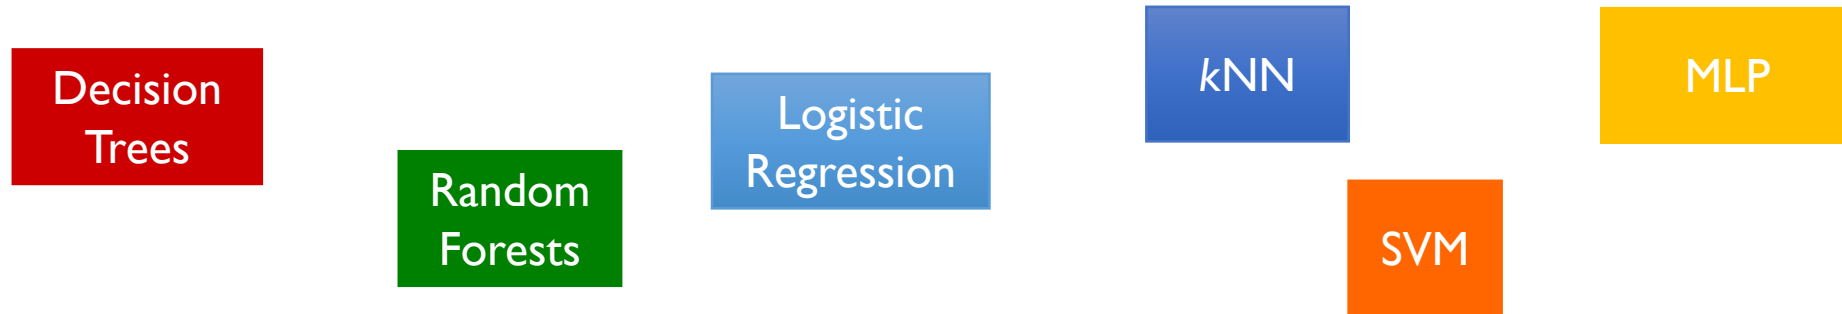 Decision
Trees
Random
Forests
Logistic
Regression
kNN
SVM
MLP